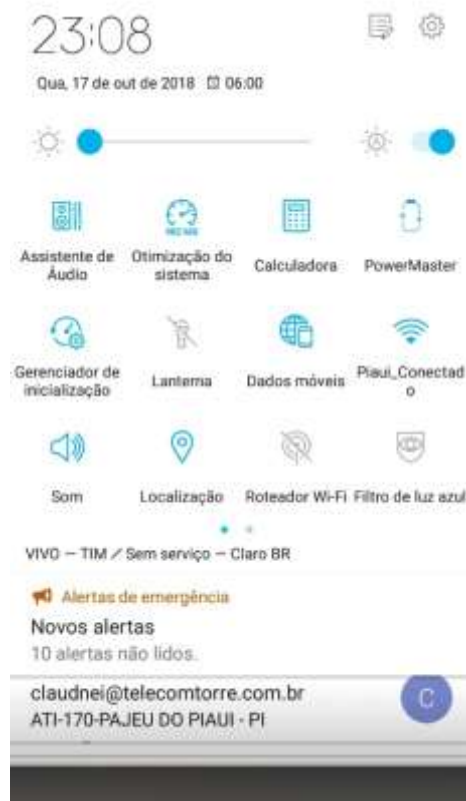 23:08
Qua, 17 de out de 2018 06:00
Assistente de Áudio
Otimização do sistema
Calculadora
PowerMaster
Gerenciador de inicialização
Lanterna
Dados móveis
Piaui_Conectado
Som
Localização
Roteador Wi-Fi
Filtro de luz azul
VIVO — TIM / Sem serviço — Claro BR
Alertas de emergência
Novos alertas
10 alertas não lidos.
claudnei@telecomtorre.com.br
C
ATI-170-PAJEU DO PIAUI - PI